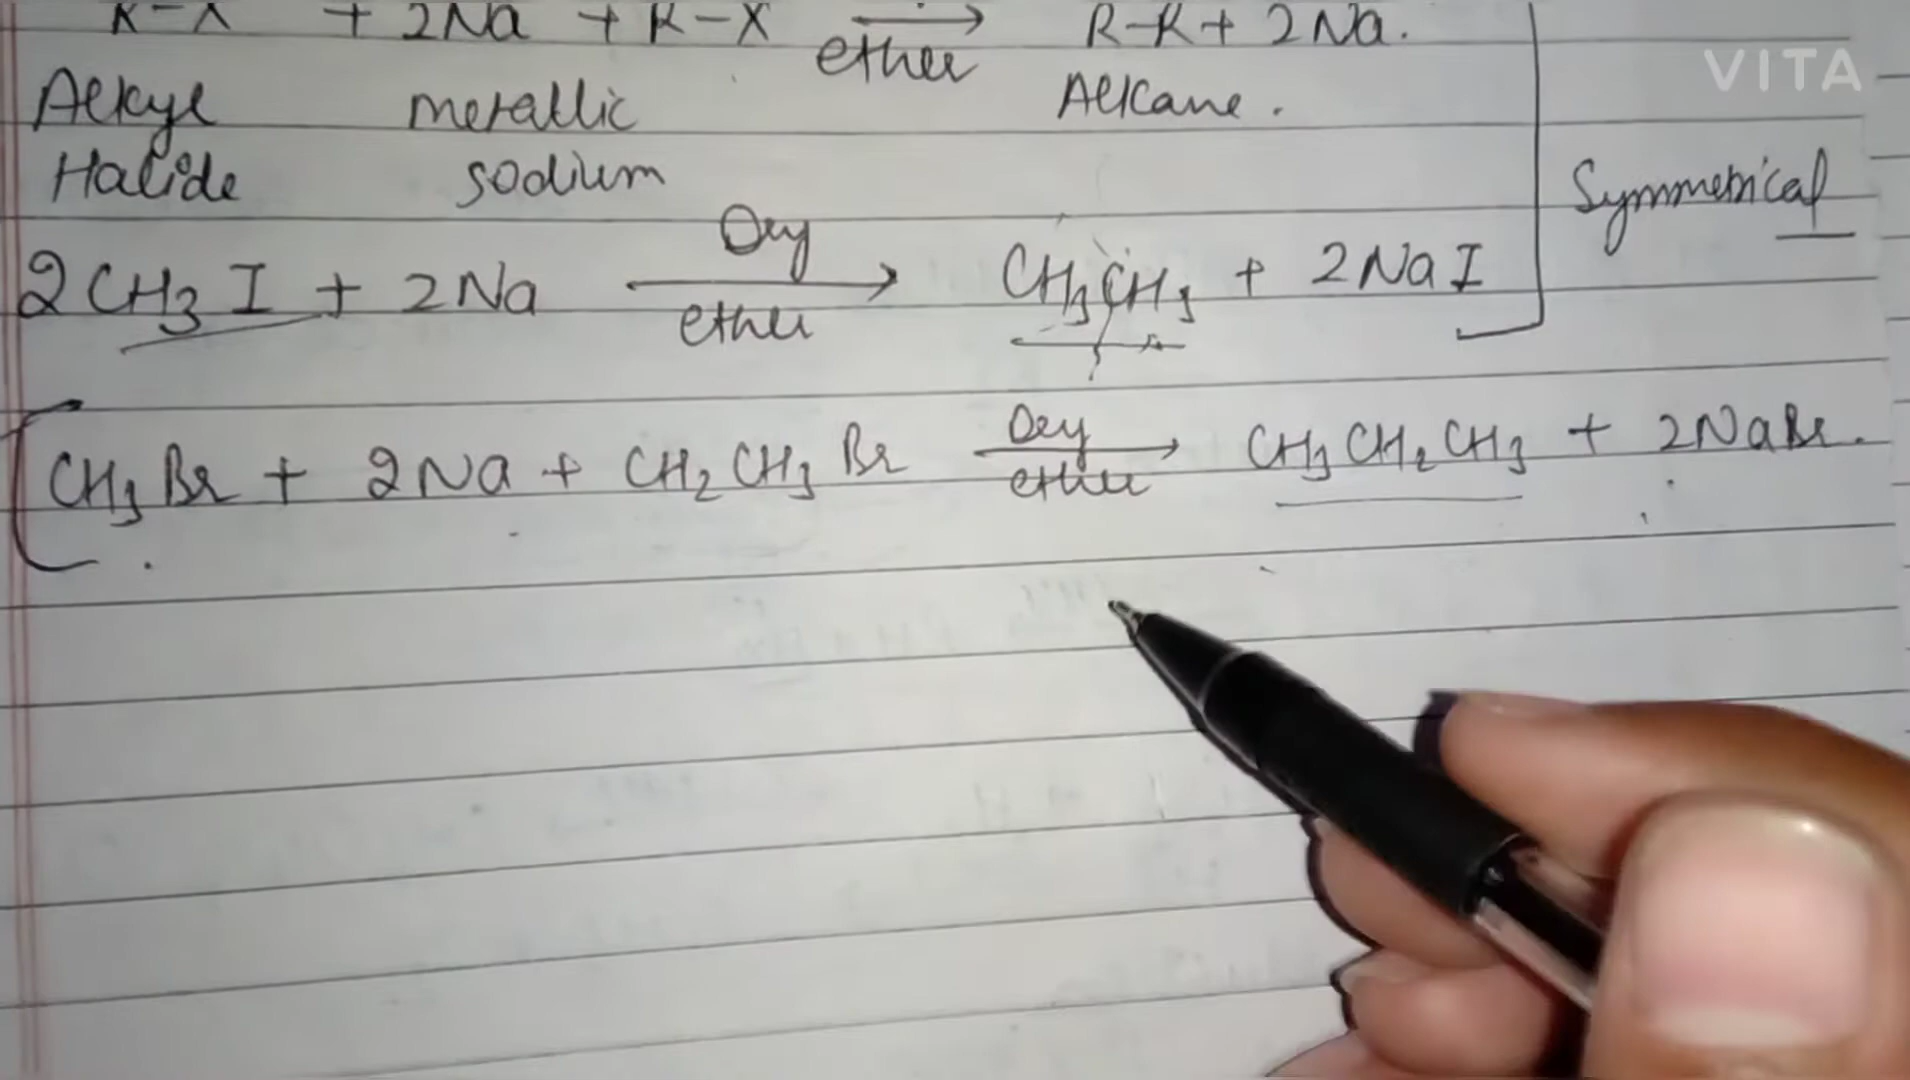 R-X + 2Na + R-X → R-R + 2Na.
ether
VITA
Alkyl metallic Alkane.
Halide sodium
Symmetrical
Dry
2CH3I + 2Na → CH3CH3 + 2NaI
ether
Dry
CH3Br + 2Na + CH2CH3Br → CH3CH2CH3 + 2NaBr.
ether